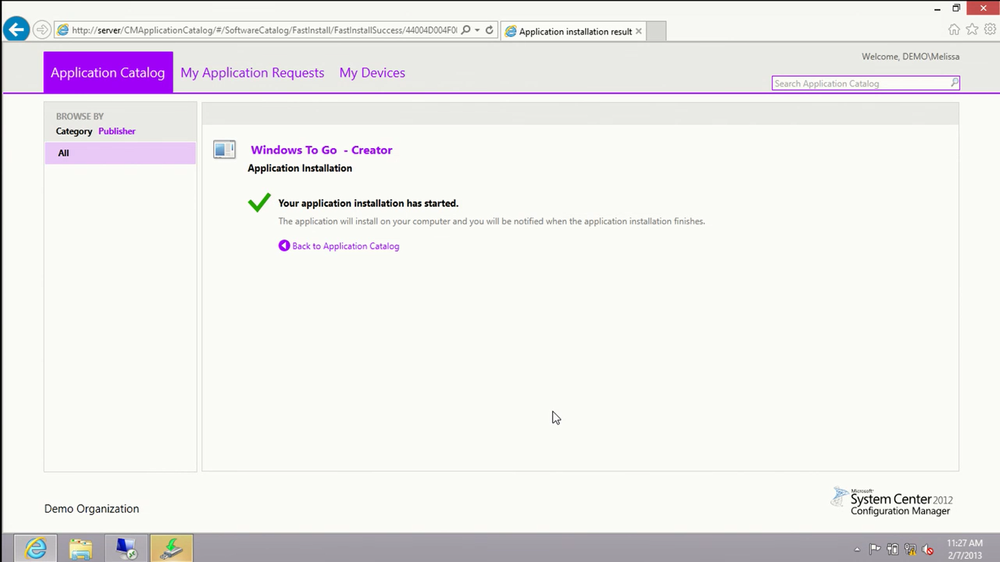 http://server/CMApplicationCatalog/#/SoftwareCatalog/FastInstall/FastInstallSuccess/44004D004F0
Application installation result
Welcome, DEMO\Melissa
Application Catalog
My Application Requests
My Devices
Search Application Catalog
BROWSE BY
Category Publisher
All
Windows To Go - Creator
Application Installation
Your application installation has started.
The application will install on your computer and you will be notified when the application installation finishes.
Back to Application Catalog
Demo Organization
Microsoft
System Center 2012
Configuration Manager
11:27 AM
2/7/2013